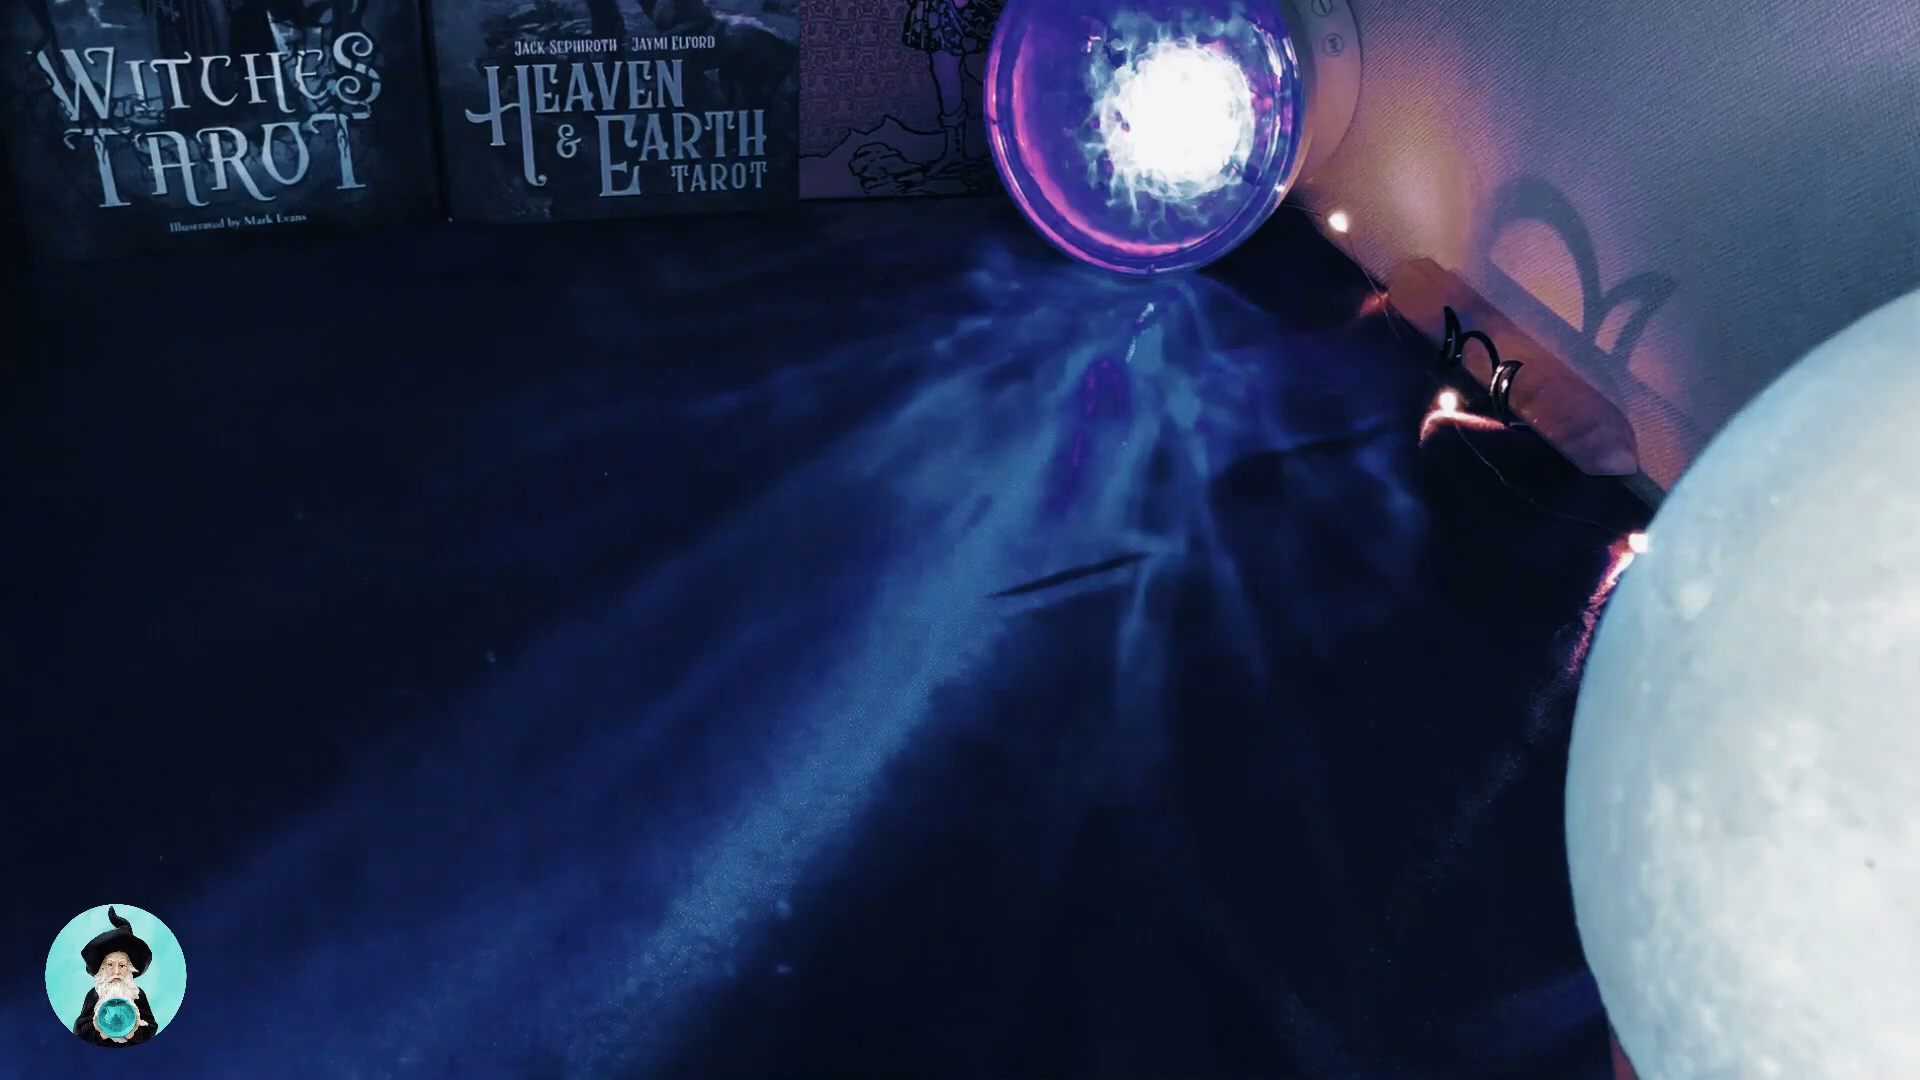 WITCHES
TAROT
Illustrated by Mark Evans
JACK SEPHIROTH – JAYMI ELFORD
HEAVEN
& EARTH
TAROT